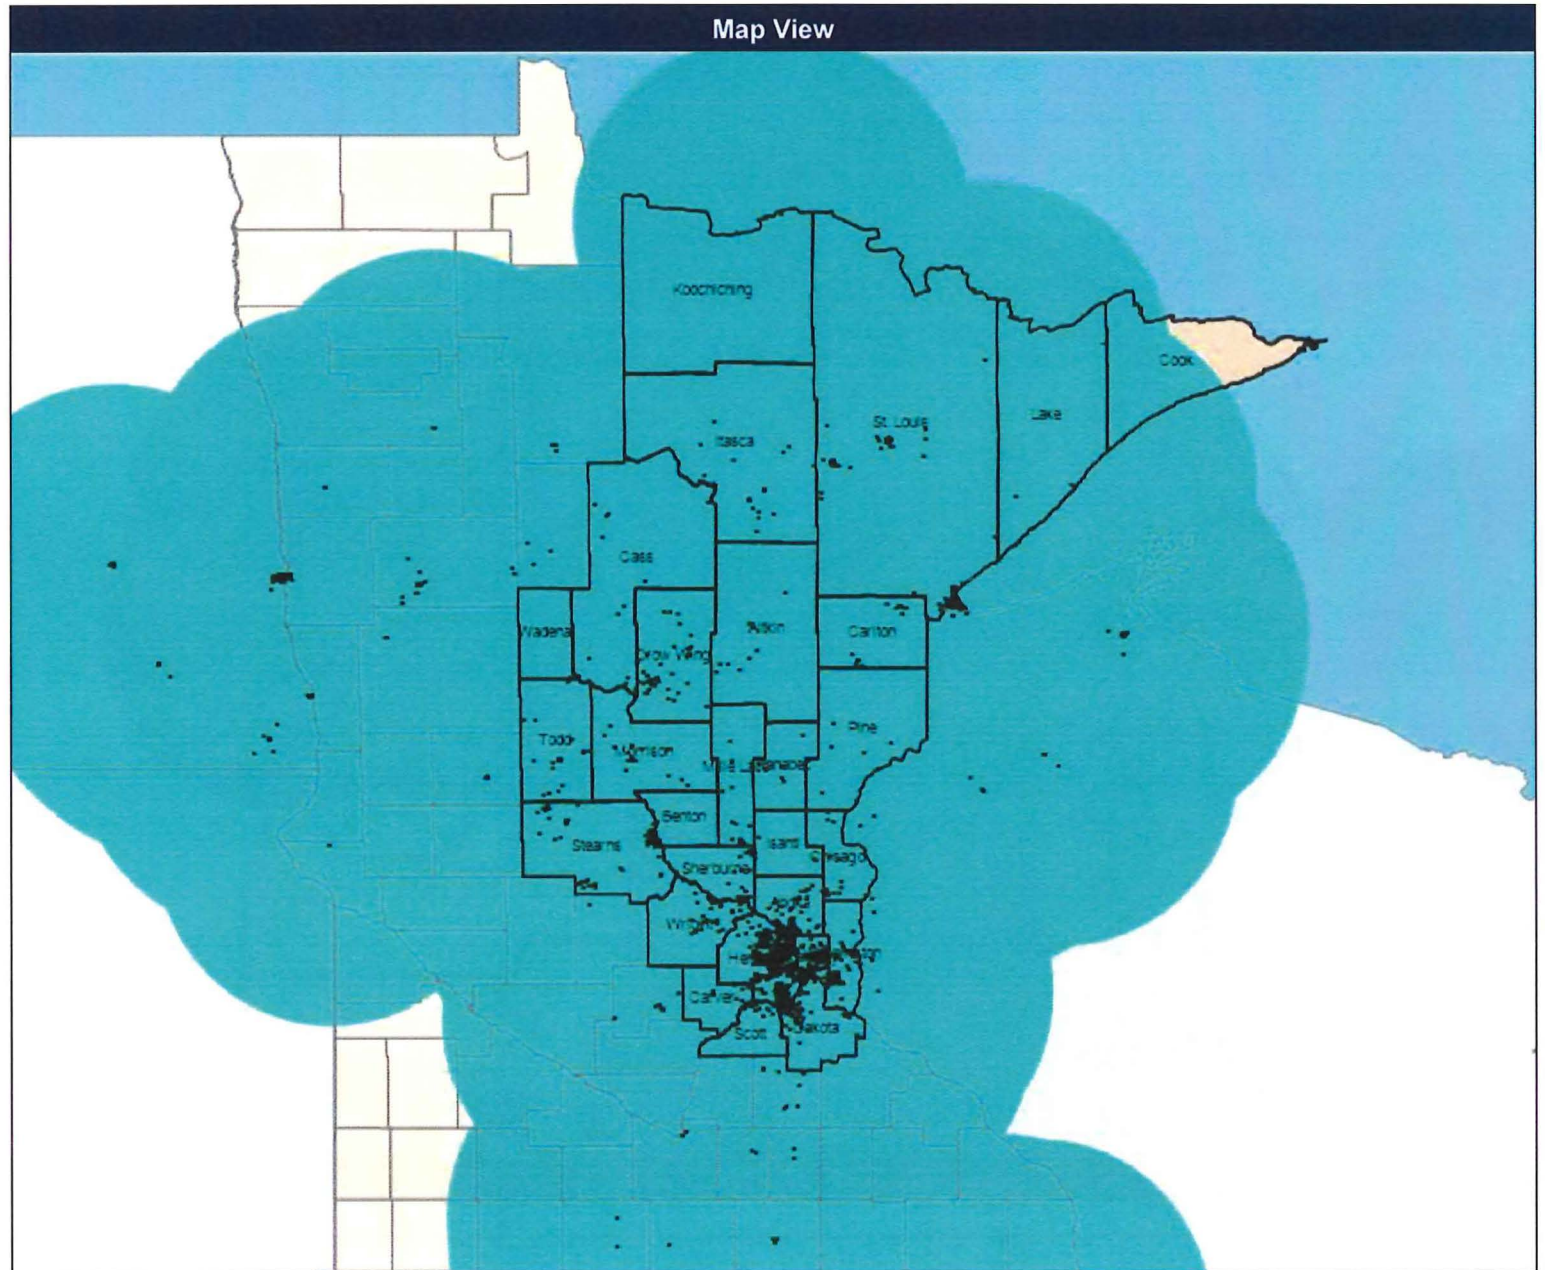 Map View
Koochiching
Cook
Lake
St. Louis
Itasca
Cass
Wadena
Aitkin
Carlton
Crow Wing
Pine
Todd
Morrison
Benton
Stearns
Isanti
Chisago
Sherburne
Anoka
Wright
Carver
Scott
Dakota